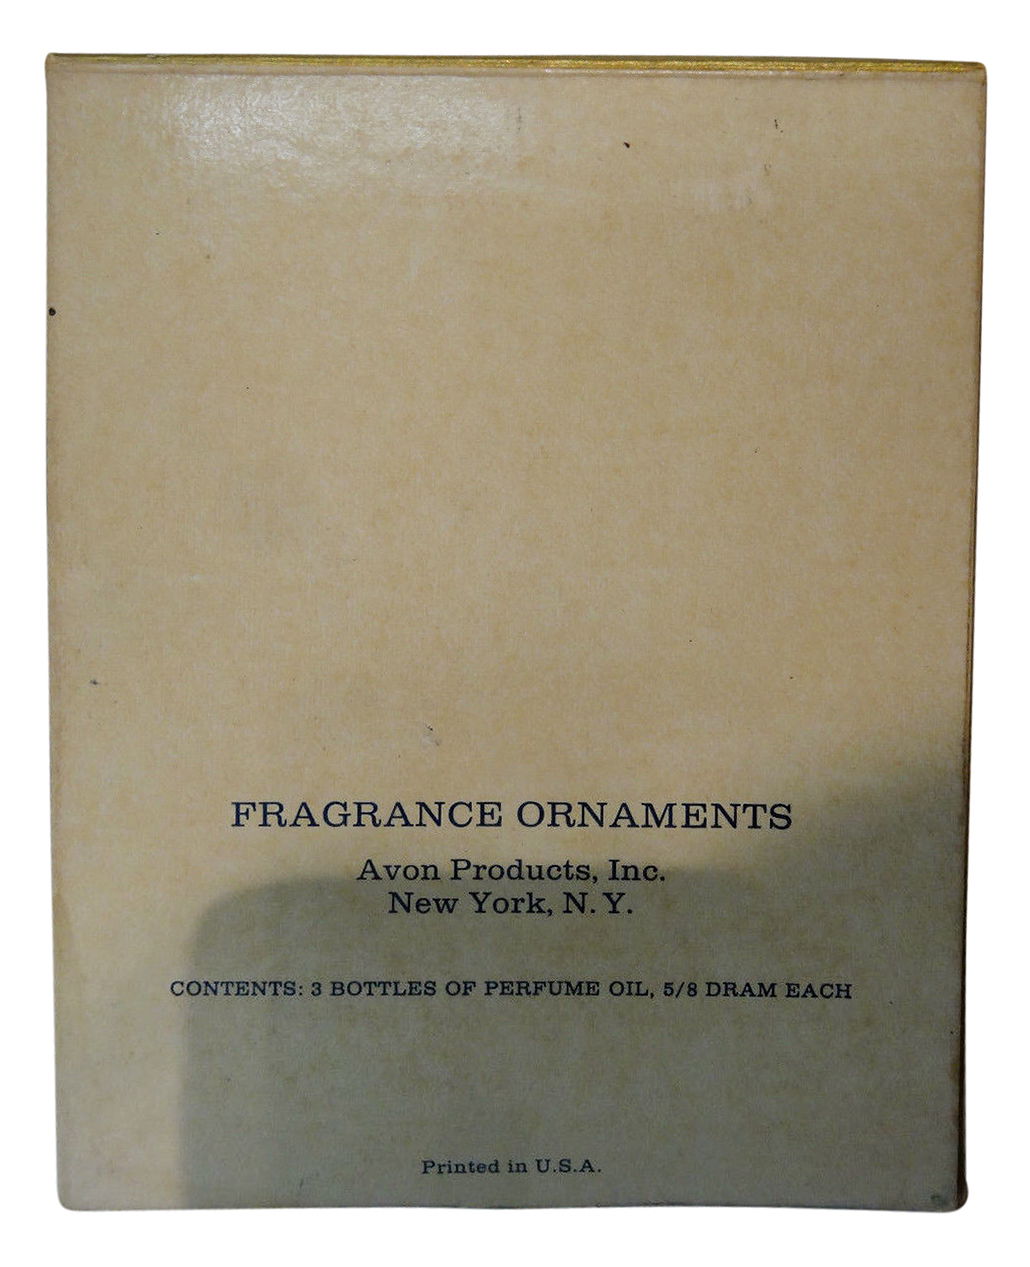 FRAGRANCE ORNAMENTS
Avon Products, Inc.
New York, N.Y.
CONTENTS: 3 BOTTLES OF PERFUME OIL, 5/8 DRAM EACH
Printed in U.S.A.